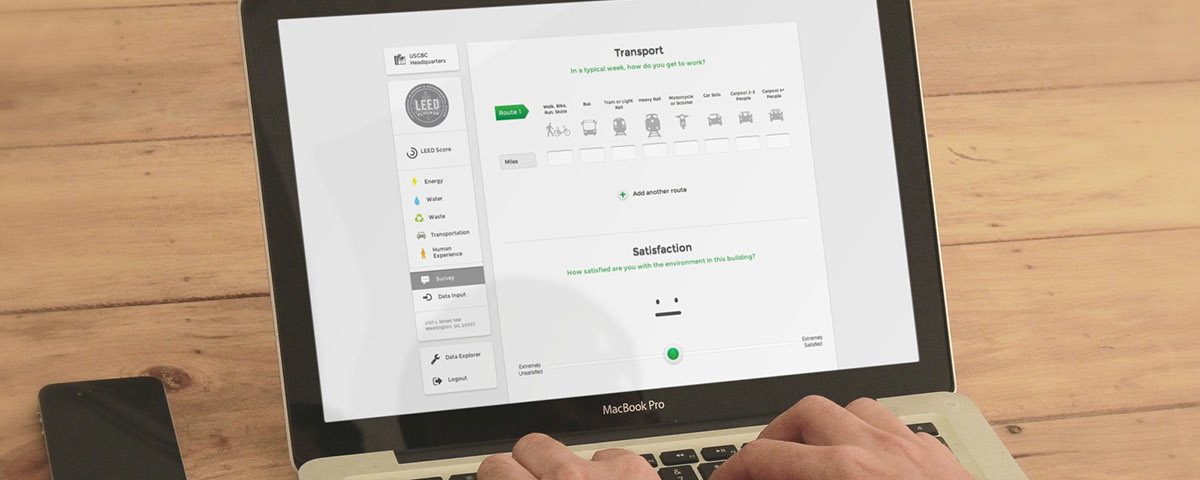 USGBC
Headquarters
LEED
PLATINUM
LEED Score
Energy
Water
Waste
Transportation
Human
Experience
Survey
Data Input
2101 L Street NW
Washington, DC 20037
Data Explorer
Logout
Transport
In a typical week, how do you get to work?
Route 1
Walk, Bike,
Run, Skate
Bus
Tram or Light
Rail
Heavy Rail
Motorcycle
or Scooter
Car Solo
Carpool 2-3
People
Carpool 4+
People
Miles
Add another route
Satisfaction
How satisfied are you with the environment in this building?
Extremely
Unsatisfied
Extremely
Satisfied
MacBook Pro
&
7